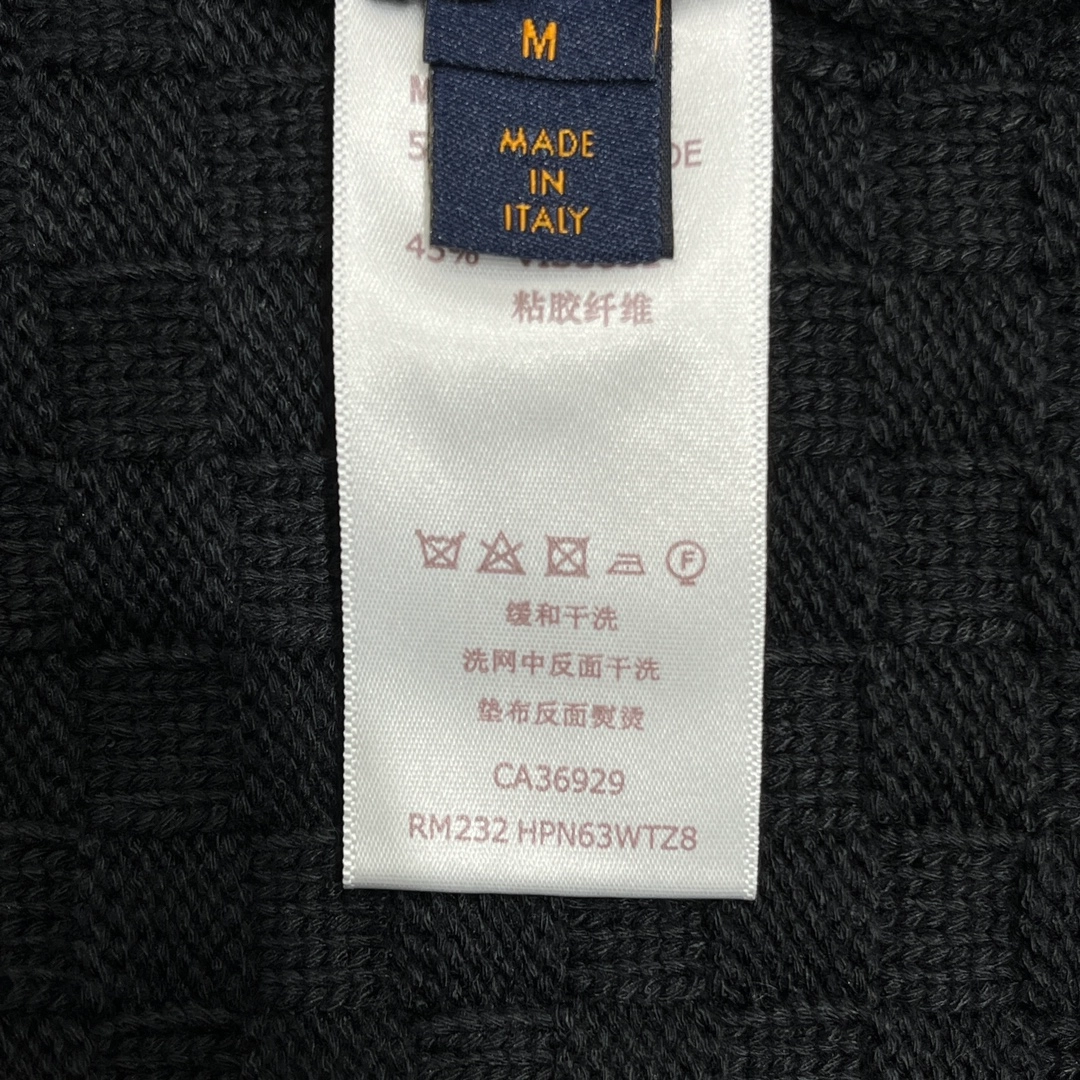 M
MADE
IN
ITALY
45%
粘胶纤维
F
缓和干洗
洗网中反面干洗
垫布反面熨烫
CA36929
RM232 HPN63WTZ8